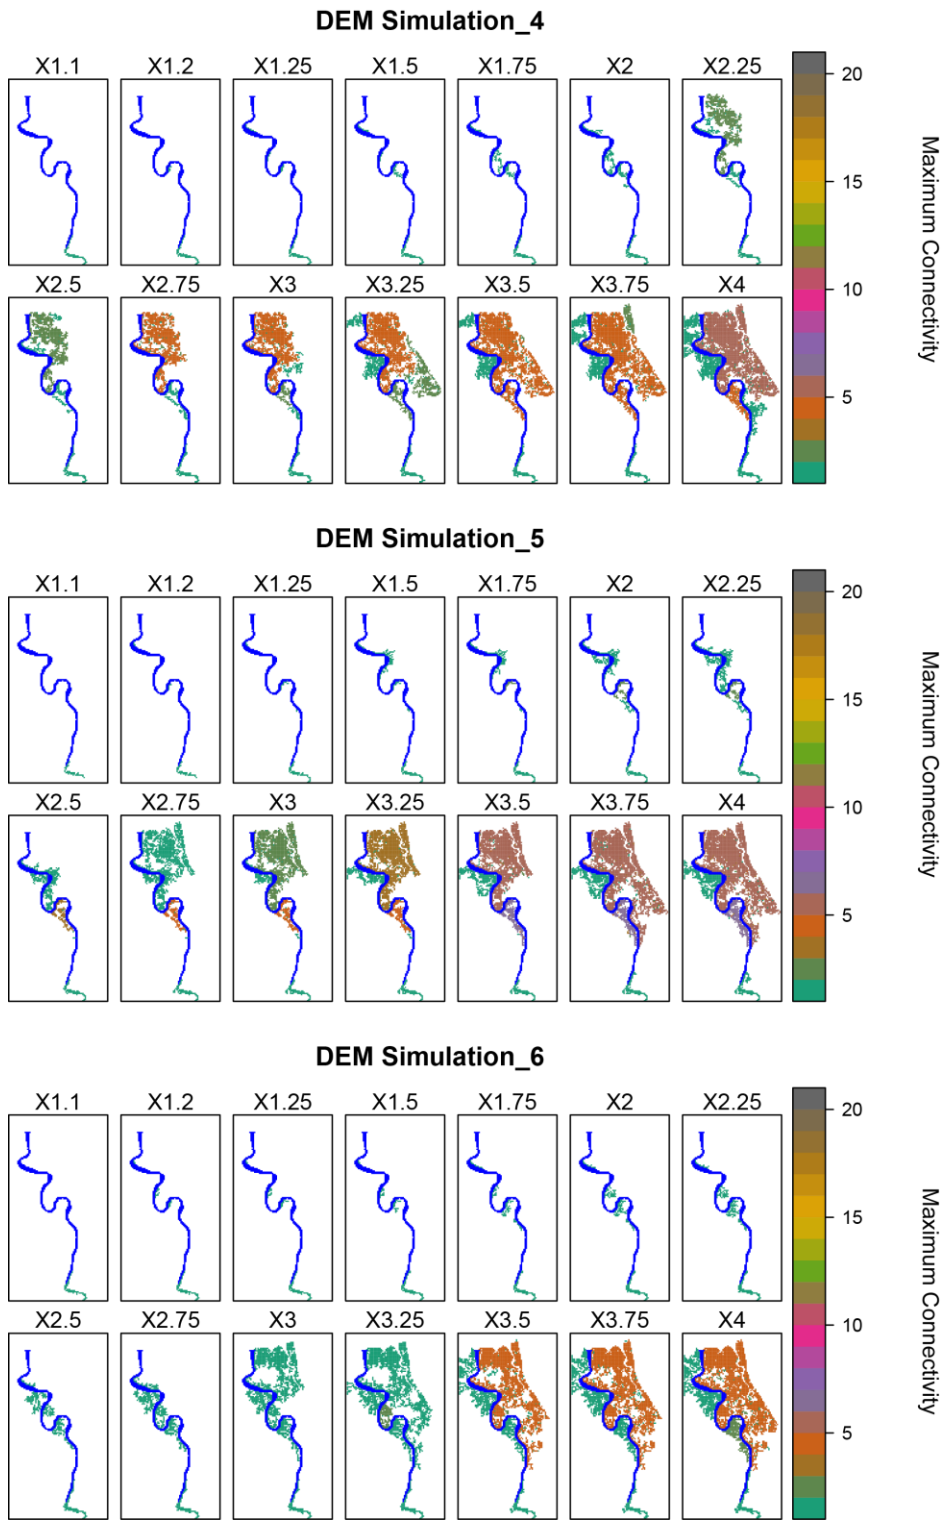 DEM Simulation_4
X1.1 X1.2 X1.25 X1.5 X1.75 X2 X2.25
X2.5 X2.75 X3 X3.25 X3.5 X3.75 X4
20
15
10
5
Maximum Connectivity
DEM Simulation_5
X1.1 X1.2 X1.25 X1.5 X1.75 X2 X2.25
X2.5 X2.75 X3 X3.25 X3.5 X3.75 X4
20
15
10
5
Maximum Connectivity
DEM Simulation_6
X1.1 X1.2 X1.25 X1.5 X1.75 X2 X2.25
X2.5 X2.75 X3 X3.25 X3.5 X3.75 X4
20
15
10
5
Maximum Connectivity